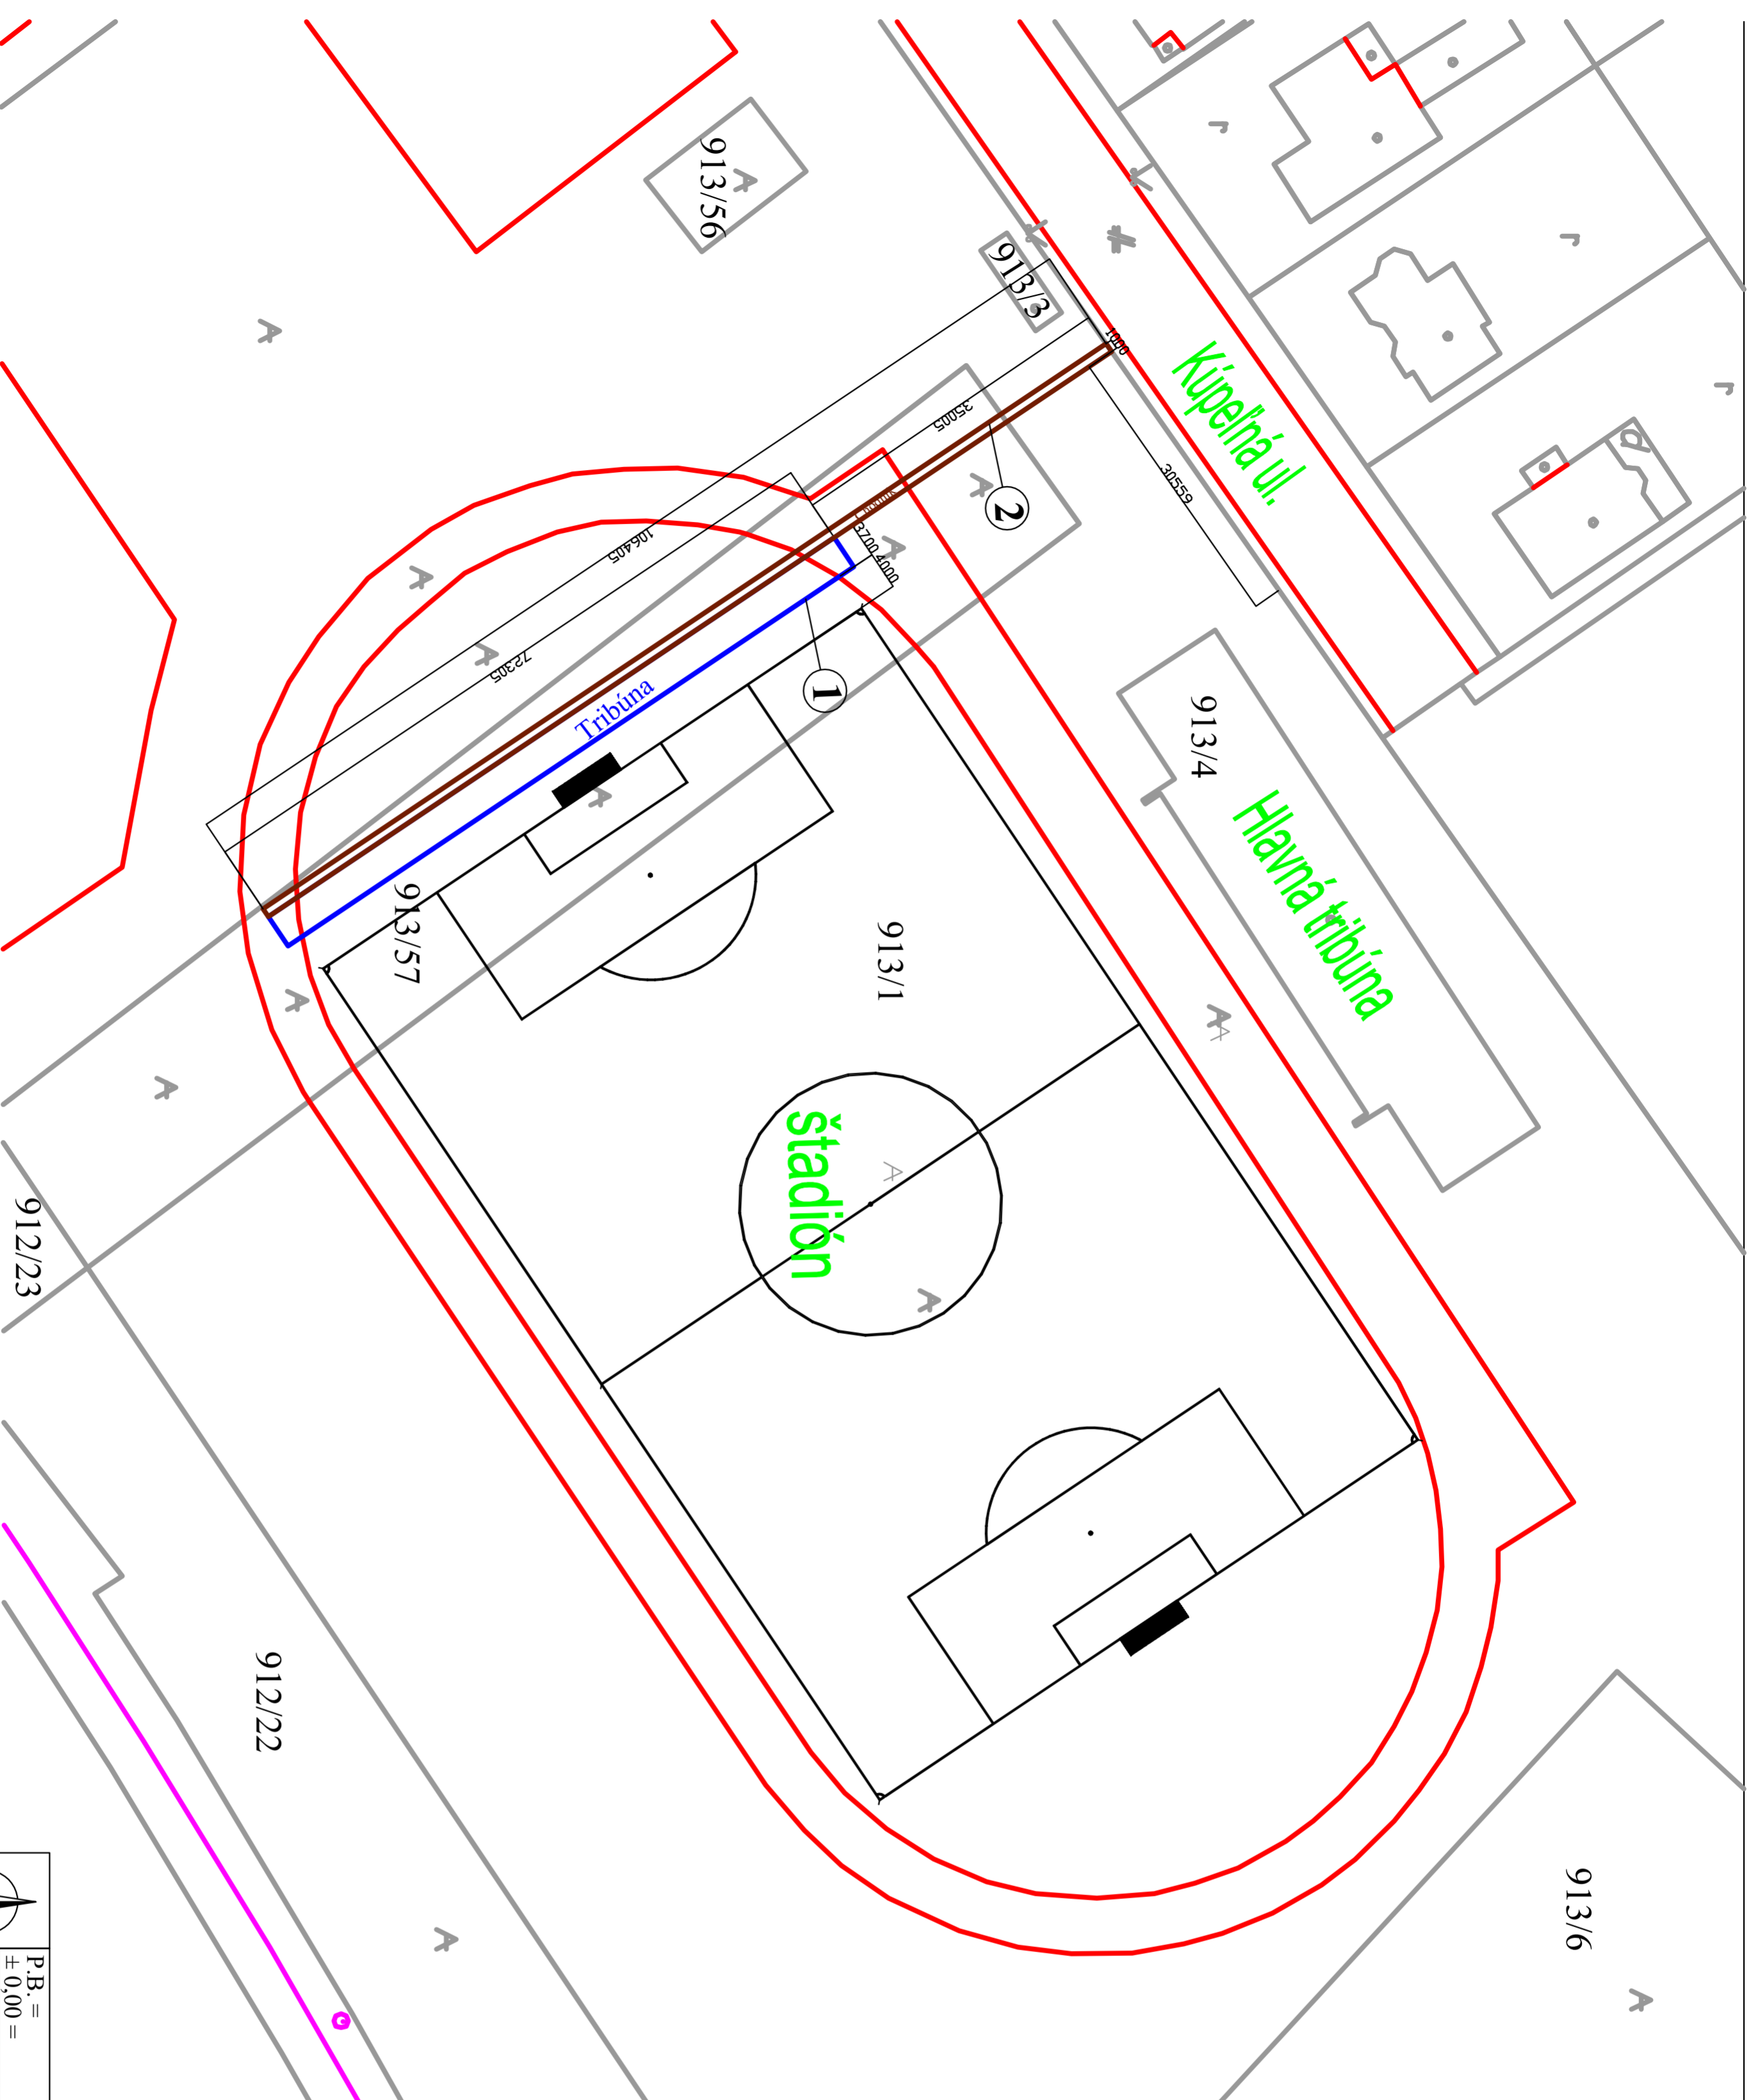 913/56
913/3
1000
Kúpeľná ul.
35005
30559
2
106405
3700
4000
72305
Tribúna
1
913/4
Hlavná tribúna
913/57
913/1
štadión
912/23
912/22
913/6
P.B. =
± 0,00 =